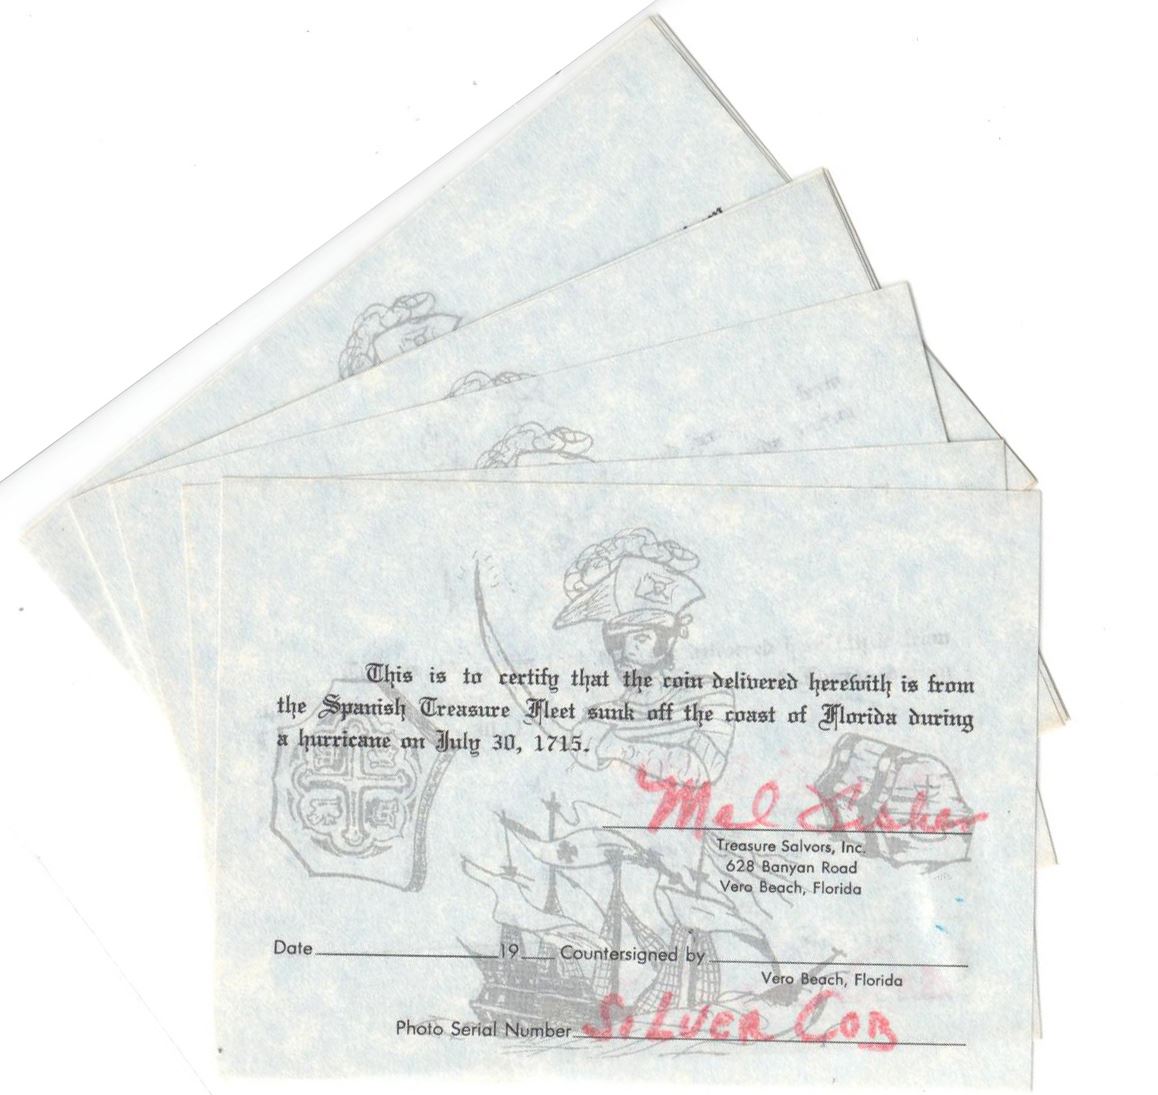 This is to certify that the coin delivered herewith is from
the Spanish Treasure Fleet sunk off the coast of Florida during
a hurricane on July 30, 1715.
Mel Fisher
Treasure Salvors, Inc.
628 Banyan Road
Vero Beach, Florida
Date 19 Countersigned by
Vero Beach, Florida
Photo Serial Number SiLVER COB